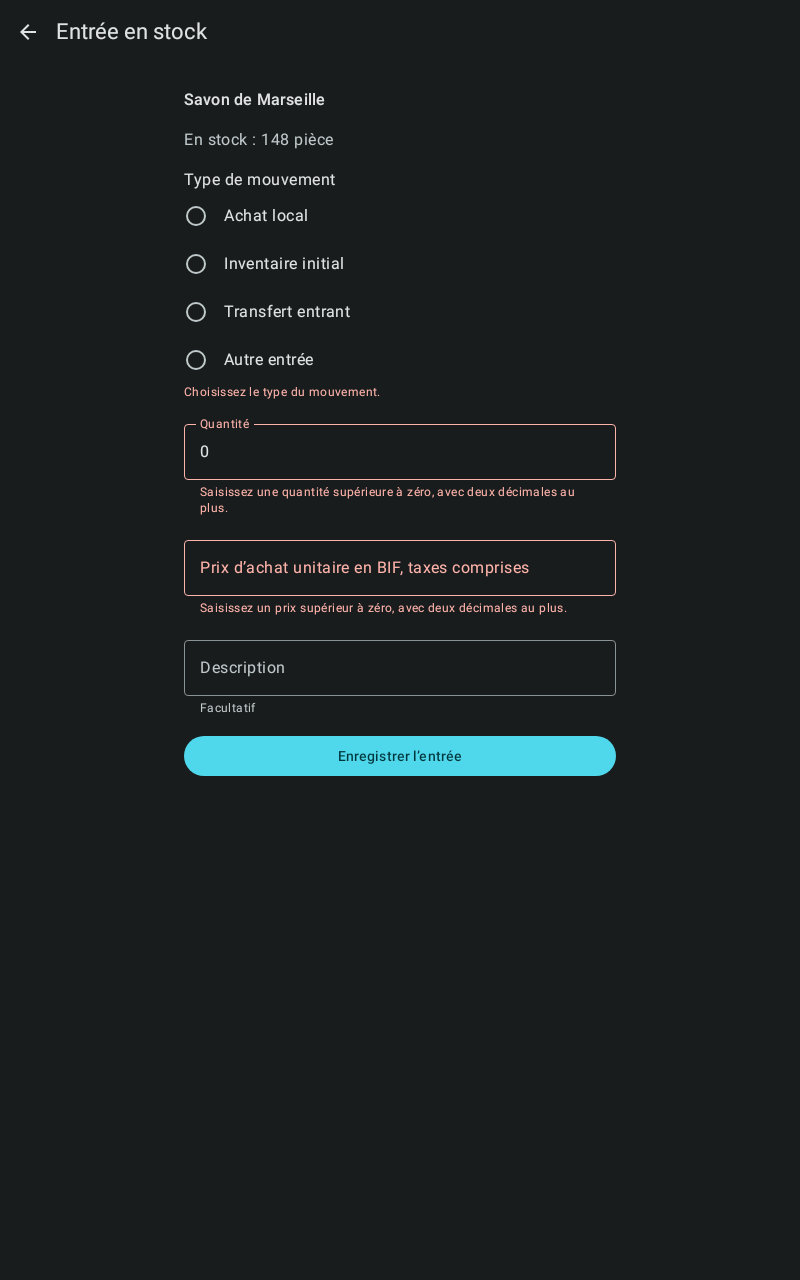 Entrée en stock
Savon de Marseille
En stock : 148 pièce
Type de mouvement
Achat local
Inventaire initial
Transfert entrant
Autre entrée
Choisissez le type du mouvement.
Quantité
0
Saisissez une quantité supérieure à zéro, avec deux décimales au
plus.
Prix d’achat unitaire en BIF, taxes comprises
Saisissez un prix supérieur à zéro, avec deux décimales au plus.
Description
Facultatif
Enregistrer l’entrée